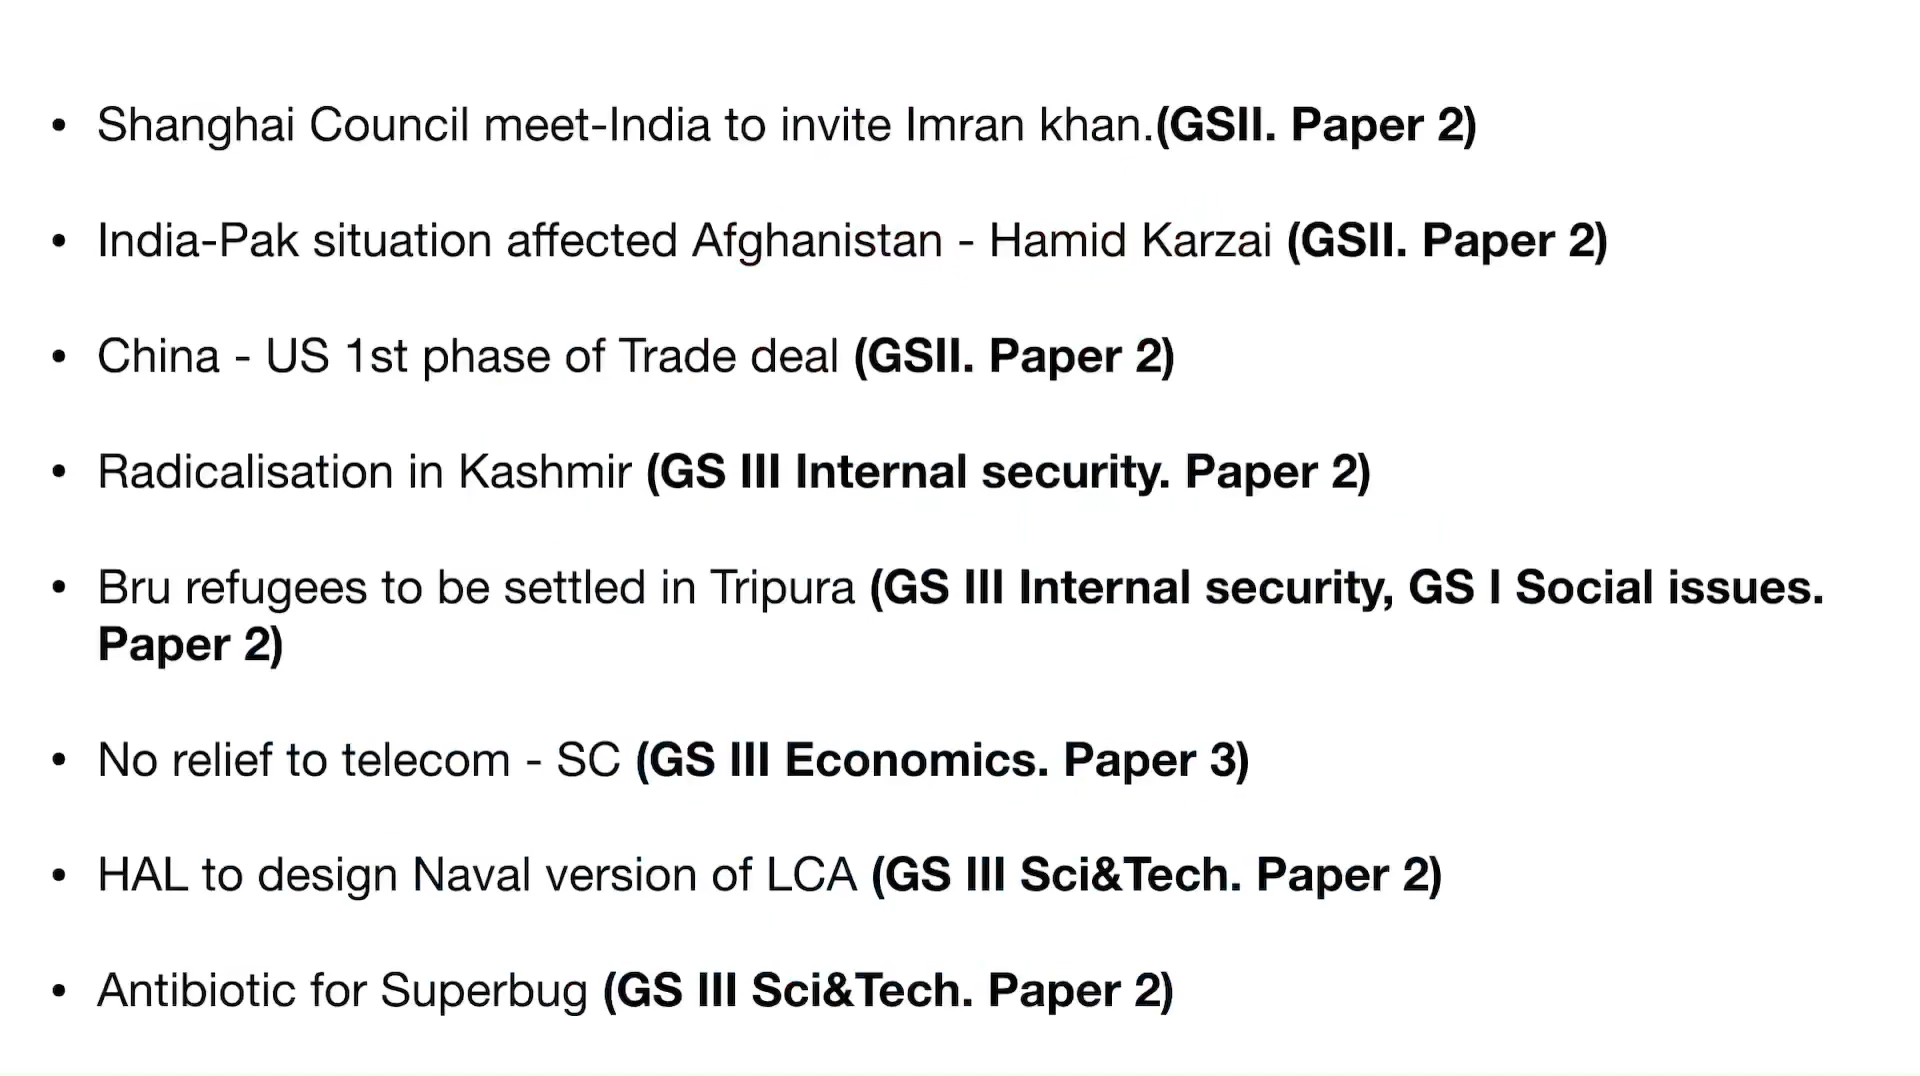 • Shanghai Council meet-India to invite Imran khan.(GSII. Paper 2)
• India-Pak situation affected Afghanistan - Hamid Karzai (GSII. Paper 2)
• China - US 1st phase of Trade deal (GSII. Paper 2)
• Radicalisation in Kashmir (GS III Internal security. Paper 2)
• Bru refugees to be settled in Tripura (GS III Internal security, GS I Social issues.
Paper 2)
• No relief to telecom - SC (GS III Economics. Paper 3)
• HAL to design Naval version of LCA (GS III Sci&Tech. Paper 2)
• Antibiotic for Superbug (GS III Sci&Tech. Paper 2)